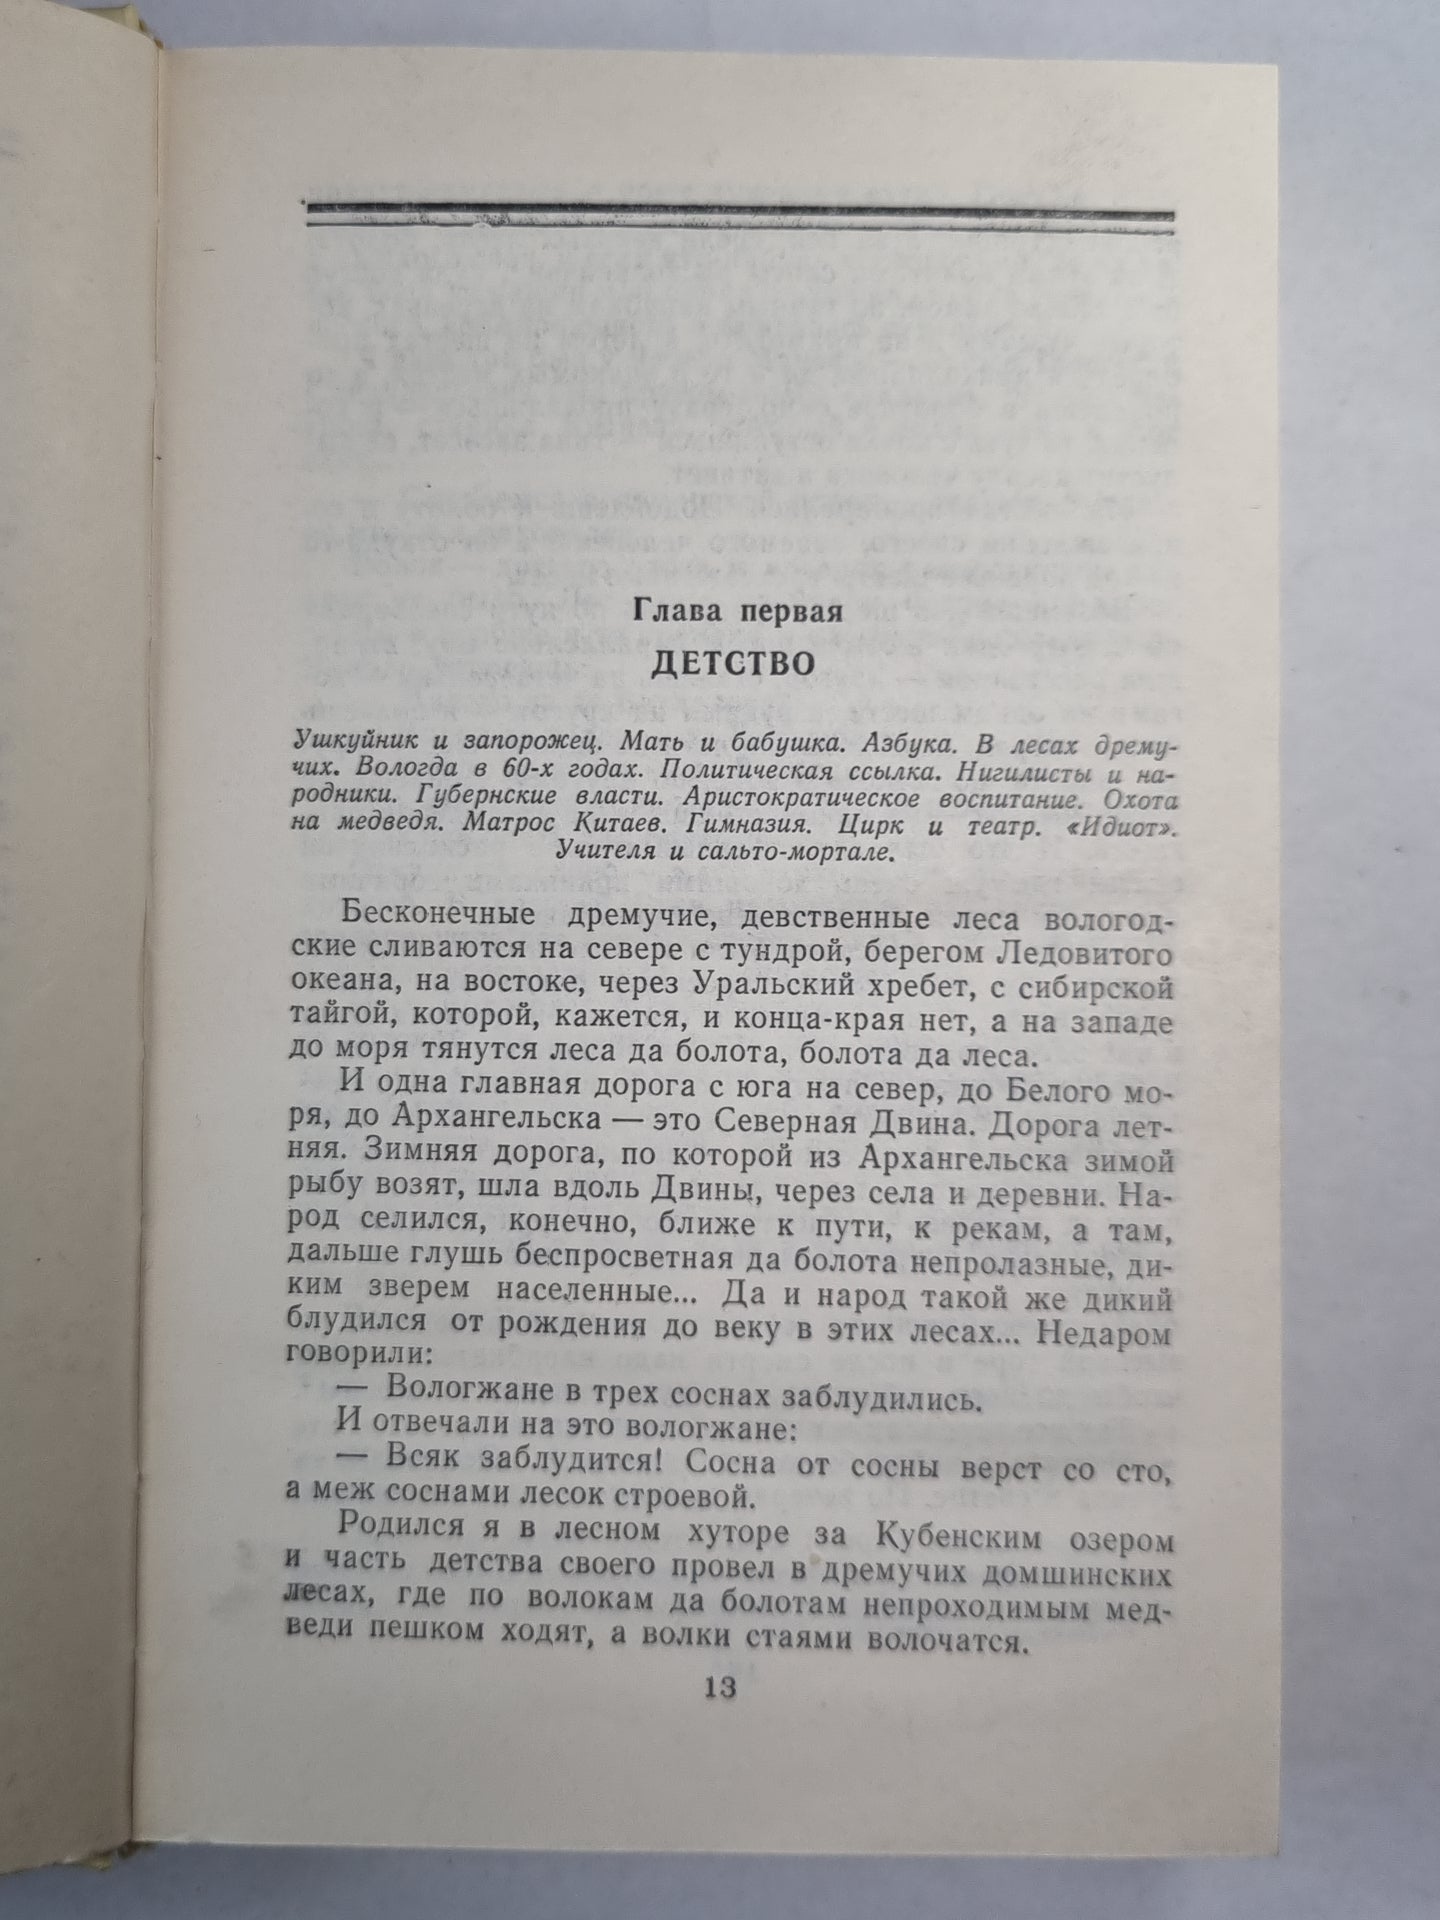 Глава первая
ДЕТСТВО
Ушкуйник и запорожец. Мать и бабушка. Азбука. В лесах дрему-
чих. Вологда в 60-х годах. Политическая ссылка. Нигилисты и на-
родники. Губернские власти. Аристократическое воспитание. Охота
на медведя. Матрос Китаев. Гимназия. Цирк и театр. «Идиот».
Учителя и сальто-мортале.
Бесконечные дремучие, девственные леса вологод-
ские сливаются на севере с тундрой, берегом Ледовитого
океана, на востоке, через Уральский хребет, с сибирской
тайгой, которой, кажется, и конца-края нет, а на западе
до моря тянутся леса да болота, болота да леса.
И одна главная дорога с юга на север, до Белого мо-
ря, до Архангельска — это Северная Двина. Дорога лет-
няя. Зимняя дорога, по которой из Архангельска зимой
рыбу возят, шла вдоль Двины, через села и деревни. На-
род селился, конечно, ближе к пути, к рекам, а там,
дальше глушь беспросветная да болота непролазные, ди-
ким зверем населенные... Да и народ такой же дикий
блудился от рождения до веку в этих лесах... Недаром
говорили:
— Вологжане в трех соснах заблудились.
И отвечали на это вологжане:
— Всяк заблудится! Сосна от сосны верст со сто,
а меж соснами лесок строевой.
Родился я в лесном хуторе за Кубенским озером
и часть детства своего провел в дремучих домшинских
лесах, где по волокам да болотам непроходимым мед-
веди пешком ходят, а волки стаями волочатся.
13